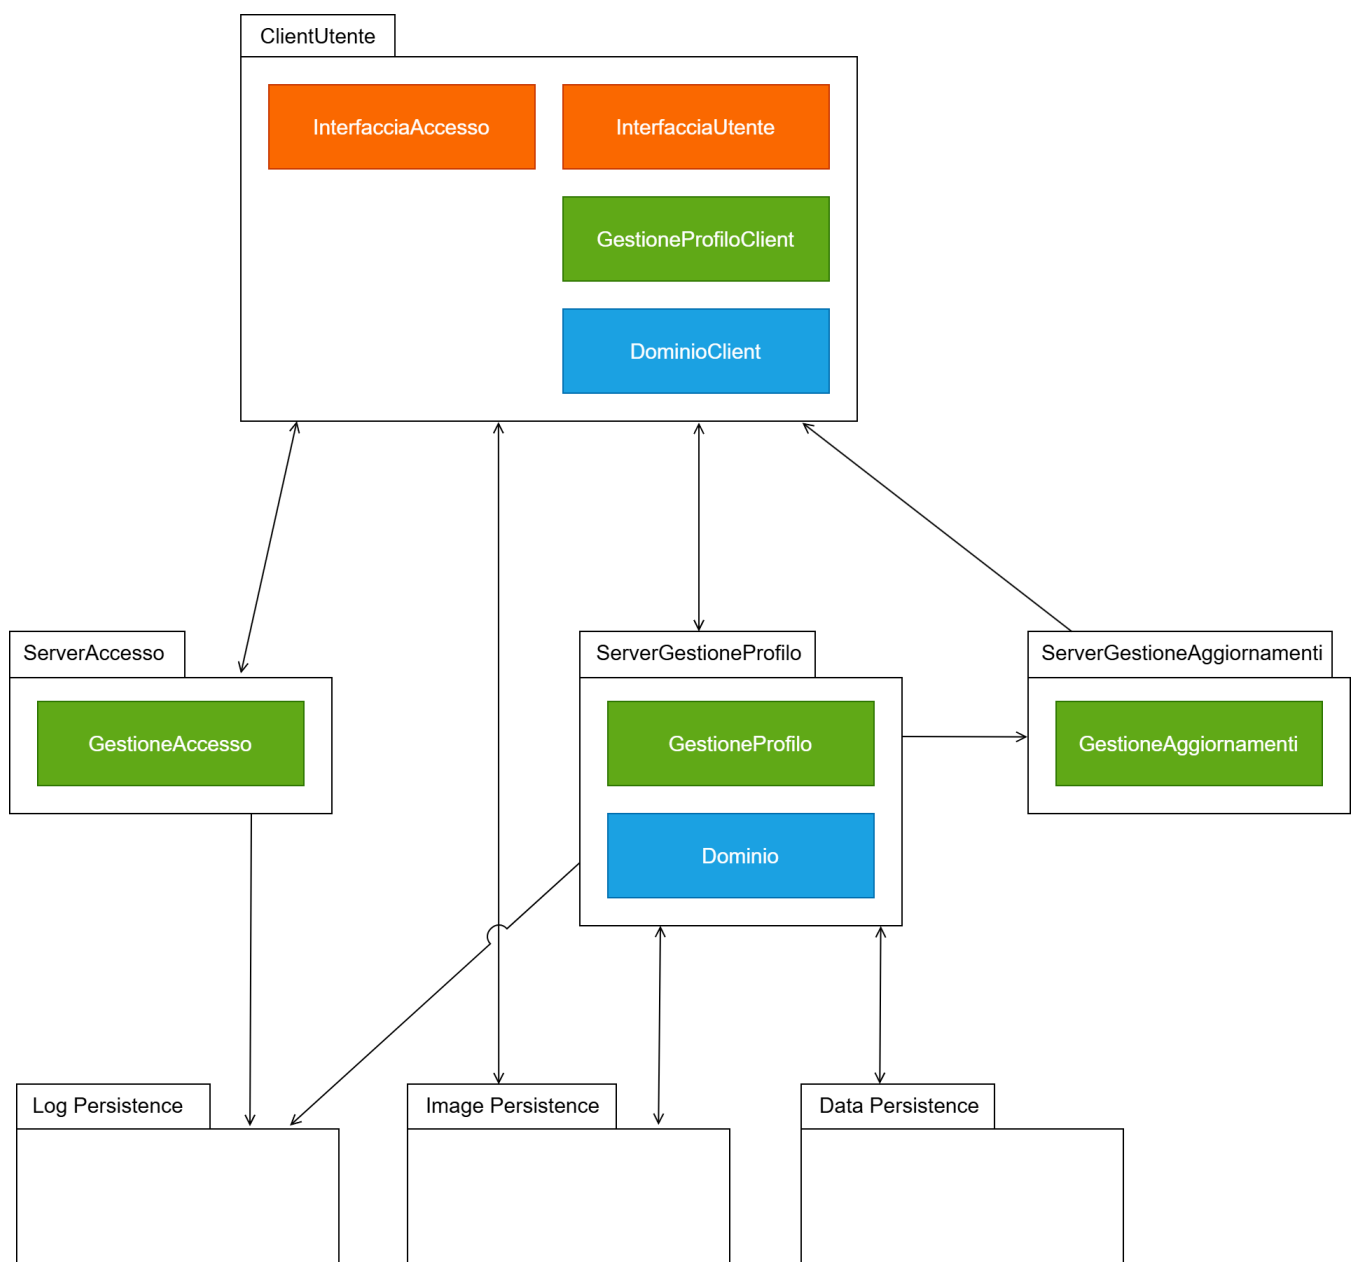 ClientUtente
InterfacciaAccesso
InterfacciaUtente
GestioneProfiloClient
DominioClient
ServerAccesso
ServerGestioneProfilo
ServerGestioneAggiornamenti
GestioneAccesso
GestioneProfilo
GestioneAggiornamenti
Dominio
Log Persistence
Image Persistence
Data Persistence